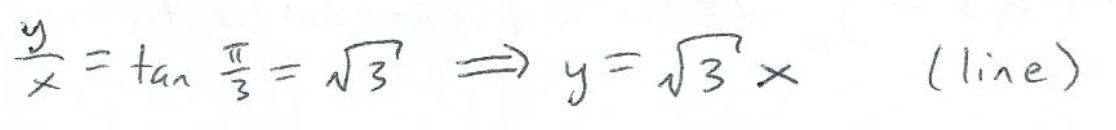 y/x = tan π/3 = √3 ⟹ y = √3 x (line)